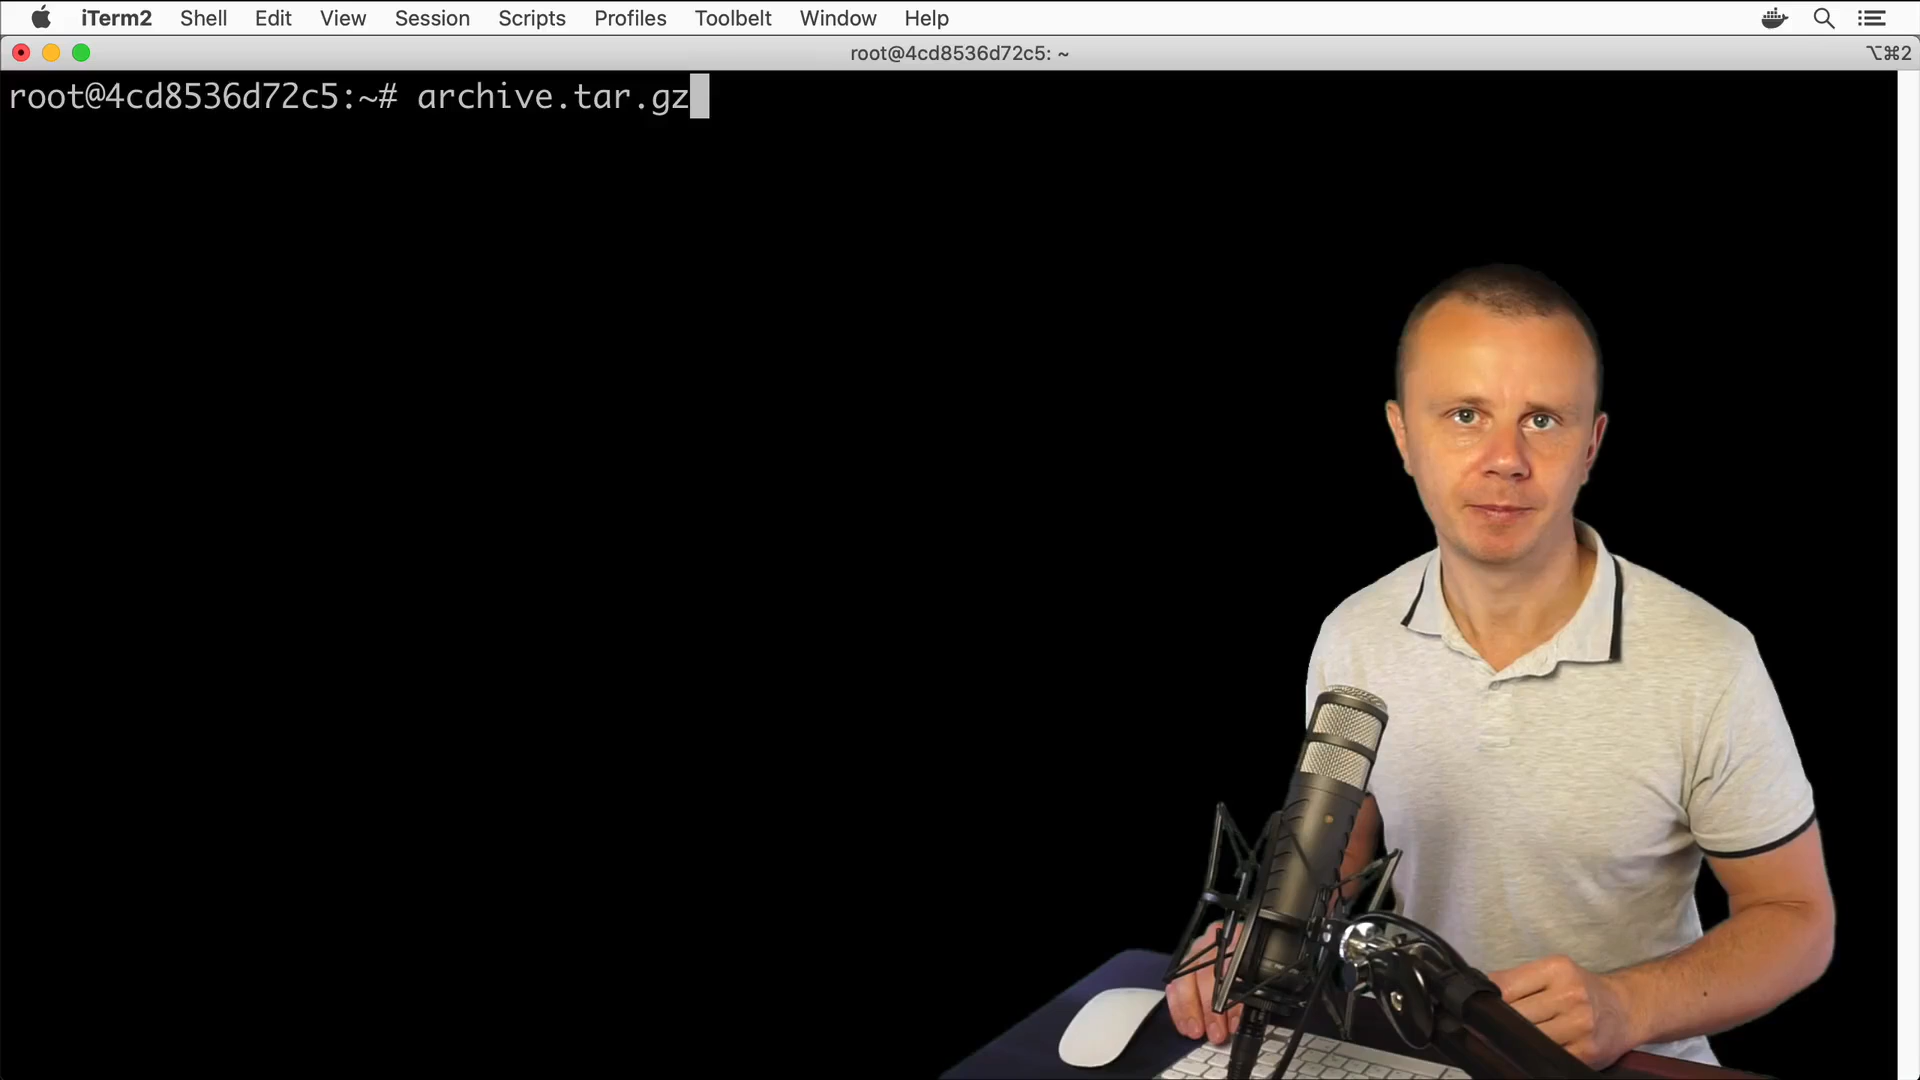 iTerm2 Shell Edit View Session Scripts Profiles Toolbelt Window Help
root@4cd8536d72c5: ~ ⌥⌘2
root@4cd8536d72c5:~# archive.tar.gz